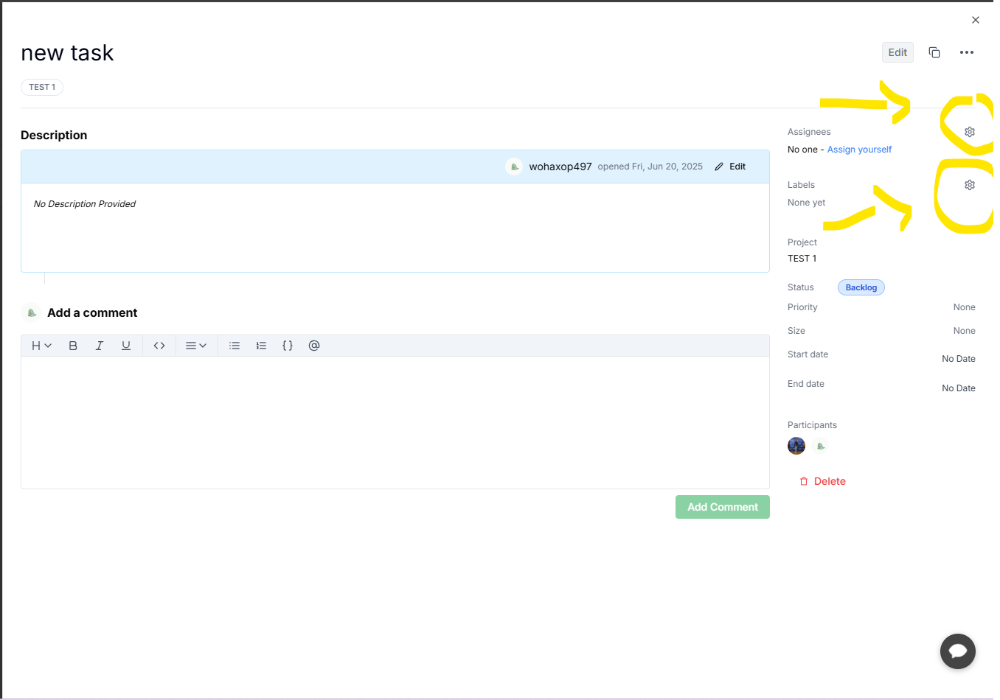 new task
Edit
TEST 1
Description
Assignees
No one - Assign yourself
wohaxop497 opened Fri, Jun 20, 2025 Edit
No Description Provided
Labels
None yet
Project
TEST 1
Status Backlog
Priority None
Size None
Start date No Date
End date No Date
Participants
Delete
Add a comment
H B I U
Add Comment